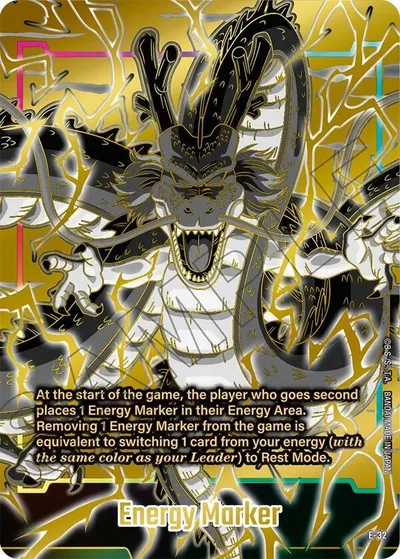 At the start of the game, the player who goes second
places 1 Energy Marker in their Energy Area.
Removing 1 Energy Marker from the game is
equivalent to switching 1 card from your energy (with
the same color as your Leader) to Rest Mode.
Energy Marker
©B.S./S., T.A. BANDAI MADE IN JAPAN
E-32